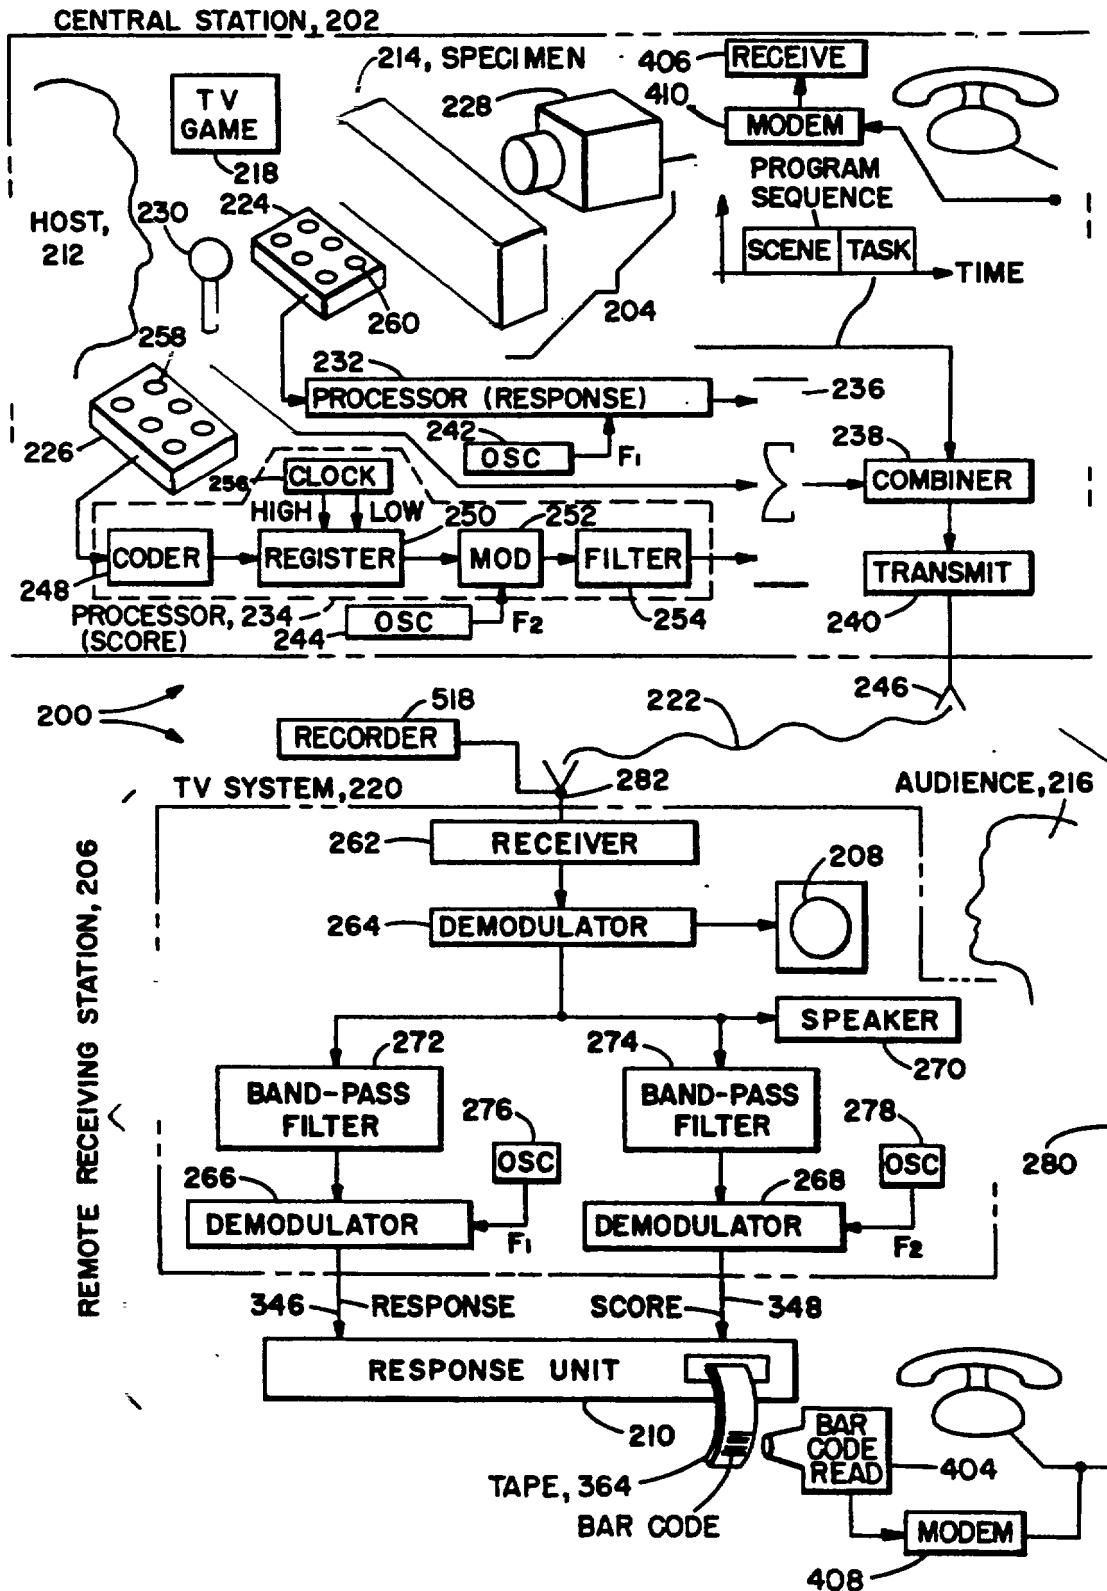 CENTRAL STATION, 202
214, SPECIMEN
406
RECEIVE
TV
GAME
228
410
MODEM
218
PROGRAM
SEQUENCE
HOST,
212
230
224
SCENE
TASK
TIME
260
204
258
232
PROCESSOR (RESPONSE)
236
242
OSC
F1
238
226
256
CLOCK
COMBINER
HIGH
LOW
250
252
CODER
REGISTER
MOD
FILTER
TRANSMIT
248
PROCESSOR, 234
(SCORE)
244
OSC
F2
254
240
246
200
518
RECORDER
222
282
TV SYSTEM, 220
AUDIENCE, 216
262
RECEIVER
208
264
DEMODULATOR
REMOTE RECEIVING STATION, 206
SPEAKER
270
272
274
BAND-PASS
FILTER
BAND-PASS
FILTER
276
278
OSC
OSC
280
266
268
DEMODULATOR
DEMODULATOR
F1
F2
346
RESPONSE
SCORE
348
RESPONSE UNIT
210
BAR
CODE
READ
404
TAPE, 364
BAR CODE
MODEM
408